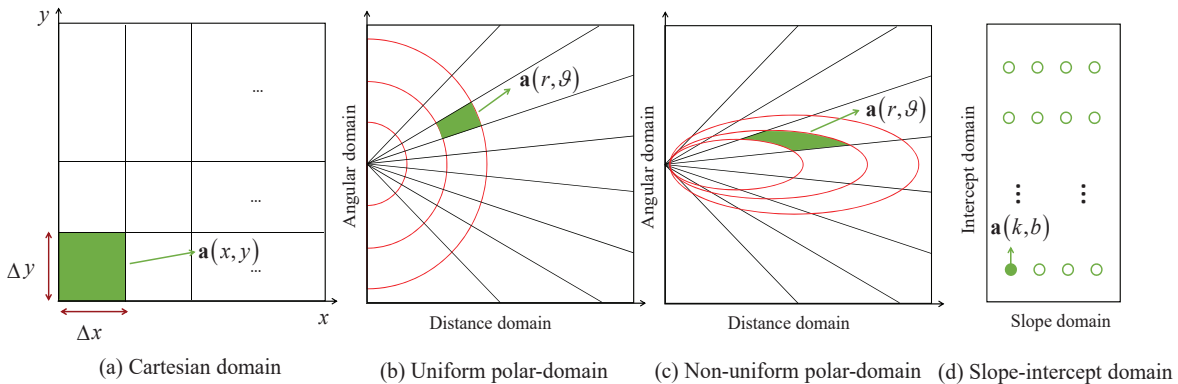 y
...
...
a(x, y)
...
Δy
x
Δx
(a) Cartesian domain
Angular domain
a(r, ϑ)
Distance domain
(b) Uniform polar-domain
Angular domain
a(r, ϑ)
Distance domain
(c) Non-uniform polar-domain
Intercept domain
⋮ ⋮
a(k, b)
Slope domain
(d) Slope-intercept domain